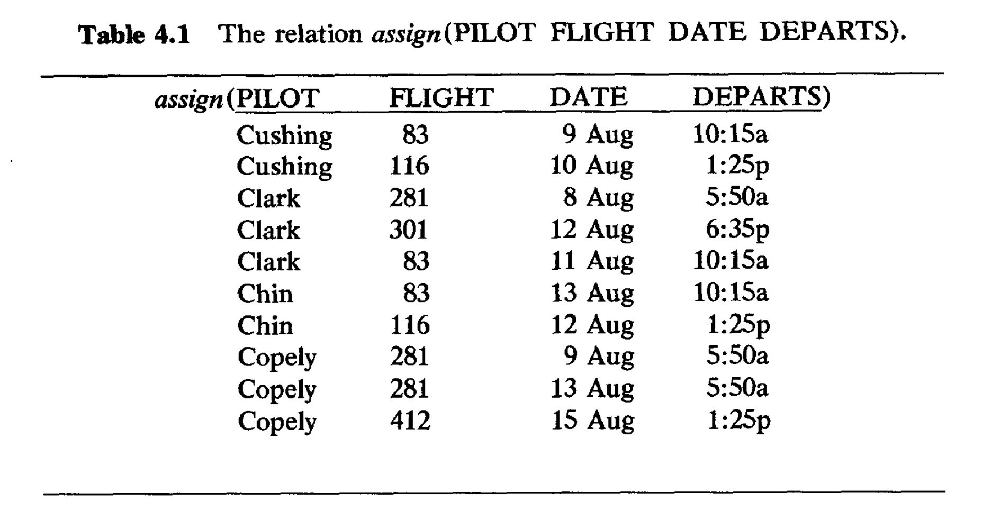 Table 4.1 The relation assign(PILOT FLIGHT DATE DEPARTS).
assign(PILOT FLIGHT DATE DEPARTS)
Cushing 83 9 Aug 10:15a
Cushing 116 10 Aug 1:25p
Clark 281 8 Aug 5:50a
Clark 301 12 Aug 6:35p
Clark 83 11 Aug 10:15a
Chin 83 13 Aug 10:15a
Chin 116 12 Aug 1:25p
Copely 281 9 Aug 5:50a
Copely 281 13 Aug 5:50a
Copely 412 15 Aug 1:25p